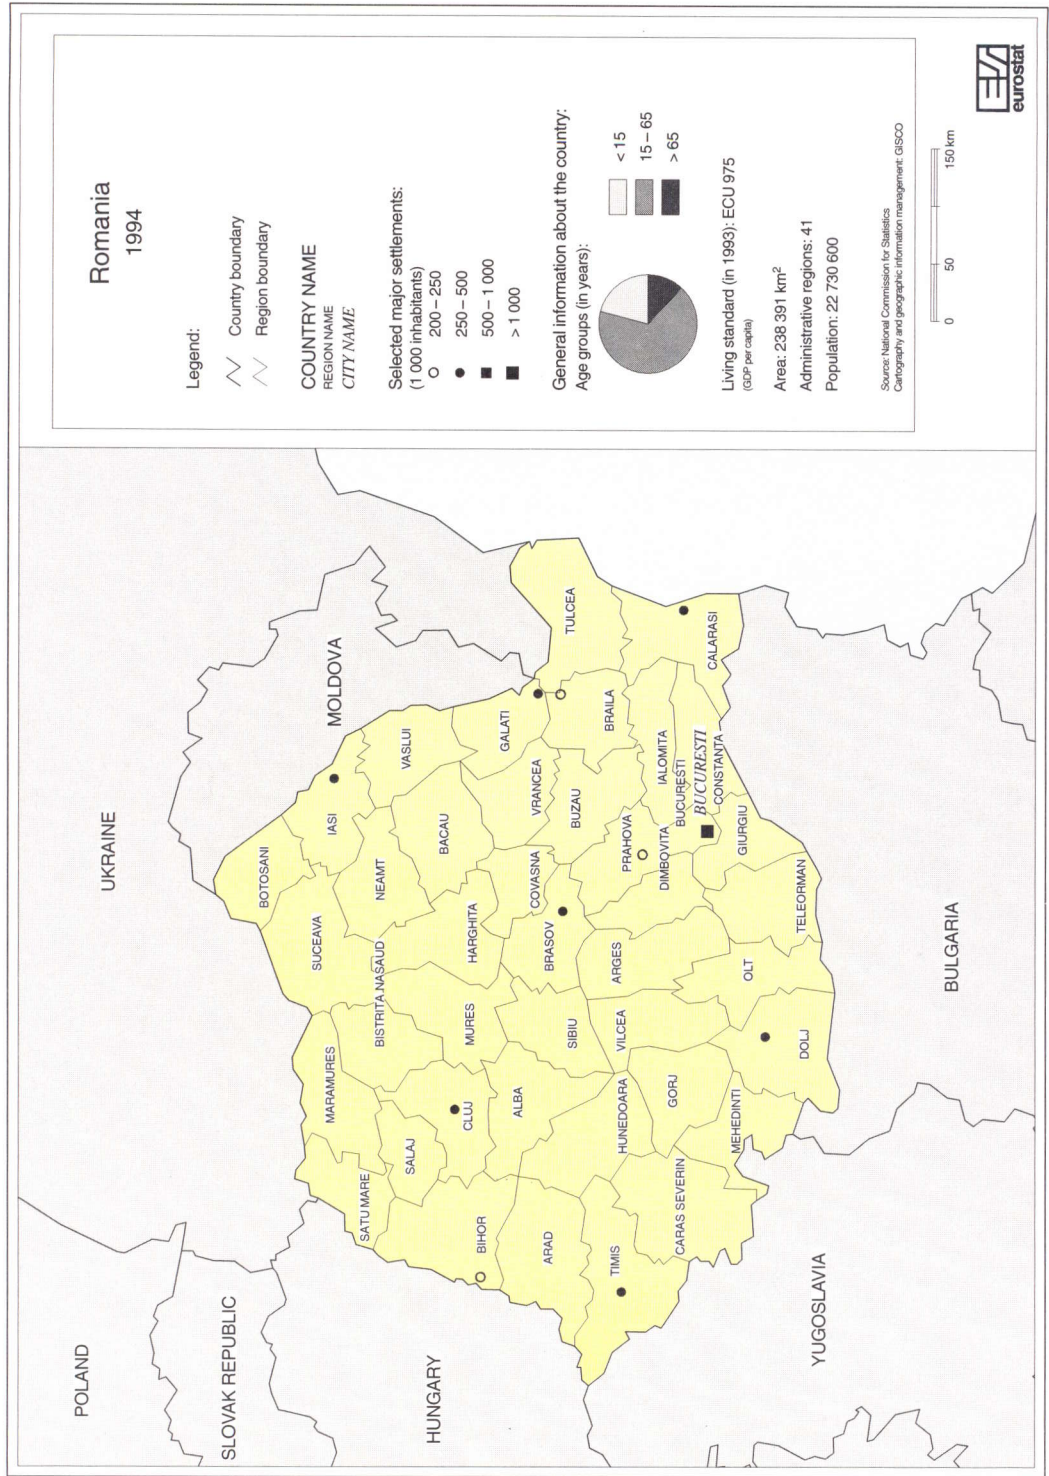 Romania
1994
Legend:
Country boundary
Region boundary
COUNTRY NAME
REGION NAME
CITY NAME
Selected major settlements:
(1 000 inhabitants)
200 – 250
250 – 500
500 – 1 000
> 1 000
General information about the country:
Age groups (in years):
< 15
15 – 65
> 65
Living standard (in 1993): ECU 975
(GDP per capita)
Area: 238 391 km²
Administrative regions: 41
Population: 22 730 600
Source: National Commission for Statistics
Cartography and geographic information management: GISCO
0 50 150 km
eurostat
POLAND
UKRAINE
SLOVAK REPUBLIC
HUNGARY
MOLDOVA
YUGOSLAVIA
BULGARIA
BOTOSANI
SUCEAVA
MARAMURES
IASI
SATU MARE
NEAMT
BISTRITA NASAUD
SALAJ
VASLUI
BACAU
CLUJ
MURES
HARGHITA
BIHOR
GALATI
ALBA
COVASNA
VRANCEA
ARAD
BRASOV
SIBIU
BUZAU
TULCEA
TIMIS
HUNEDOARA
VILCEA
ARGES
PRAHOVA
BRAILA
DIMBOVITA
IALOMITA
GORJ
CARAS SEVERIN
BUCURESTI
BUCURESTI
CONSTANTA
CALARASI
MEHEDINTI
OLT
GIURGIU
DOLJ
TELEORMAN